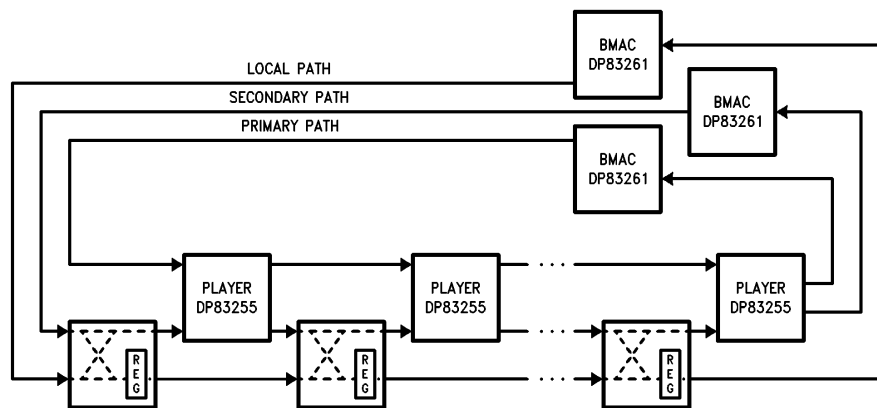 BMAC
DP83261
LOCAL PATH
SECONDARY PATH
BMAC
DP83261
PRIMARY PATH
BMAC
DP83261
PLAYER
DP83255
PLAYER
DP83255
PLAYER
DP83255
REG
REG
REG